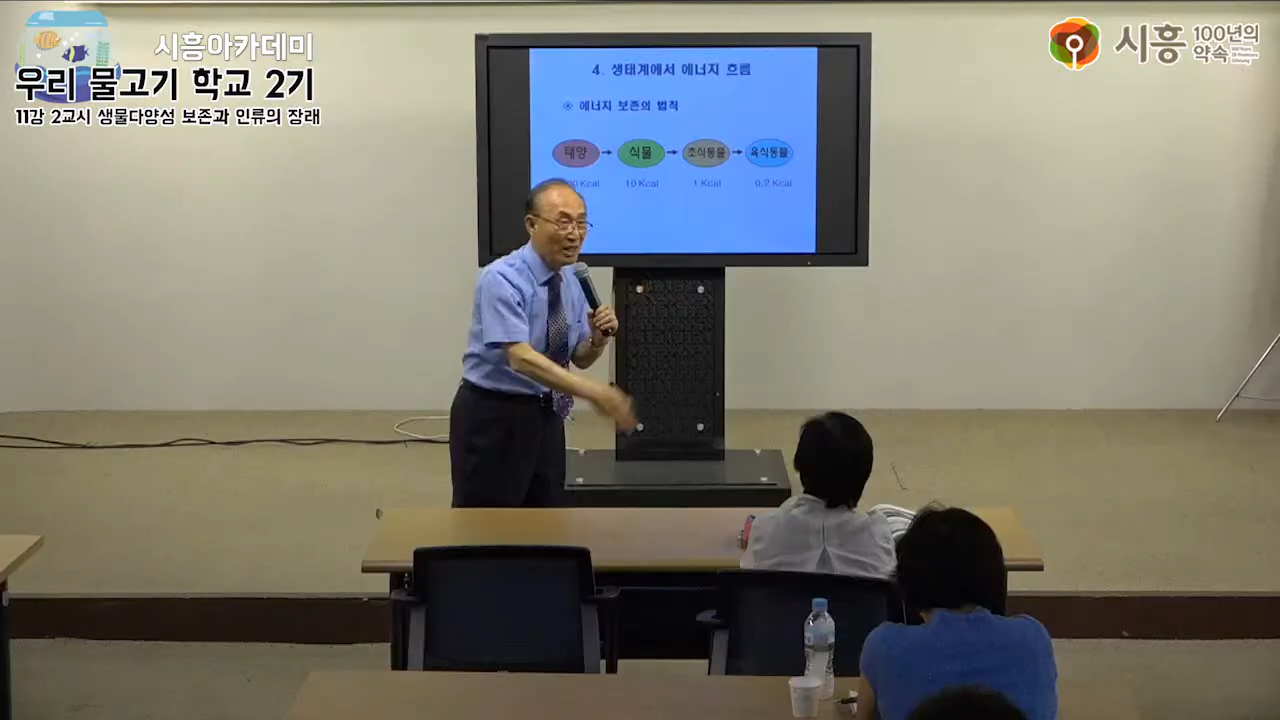 시흥아카데미
우리 물고기 학교 2기
11강 2교시 생물다양성 보존과 인류의 장래
시흥 100년의 약속
4. 생태계에서 에너지 흐름
※ 에너지 보존의 법칙
태양 → 식물 → 초식동물 → 육식동물
Kcal 10 Kcal 1 Kcal 0.2 Kcal